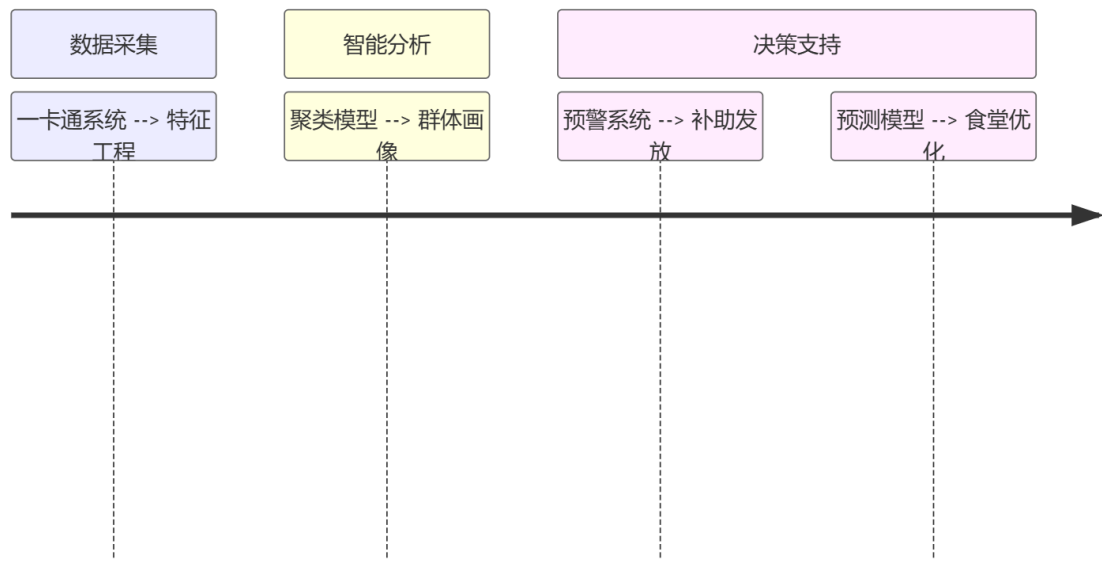 数据采集
智能分析
决策支持
一卡通系统 --> 特征
工程
聚类模型 --> 群体画
像
预警系统 --> 补助发
放
预测模型 --> 食堂优
化